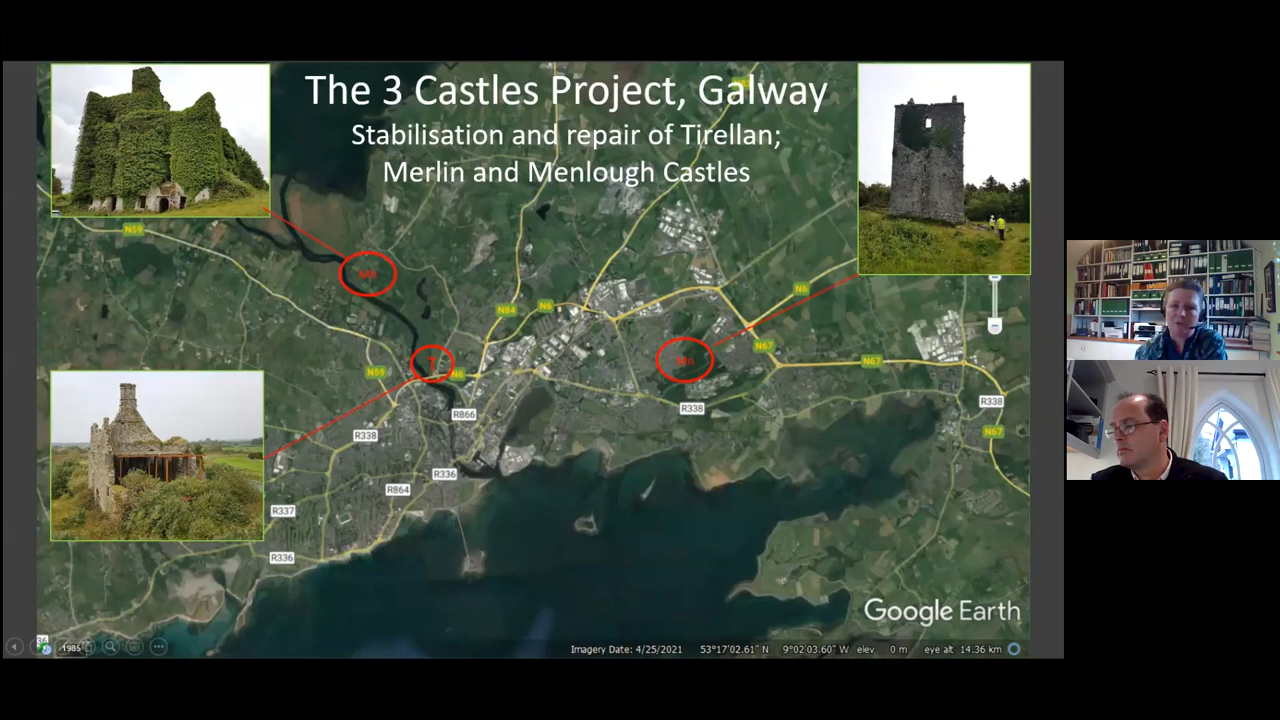 The 3 Castles Project, Galway
Stabilisation and repair of Tirellan;
Merlin and Menlough Castles
N59
N6
N84
N6
N59
N6
N67
N67
T
R866
R338
R338
R338
N67
R336
R864
R337
R336
Google Earth
1985
Imagery Date: 4/25/2021 53°17'02.61" N 9°02'03.60" W elev 0 m eye alt 14.36 km